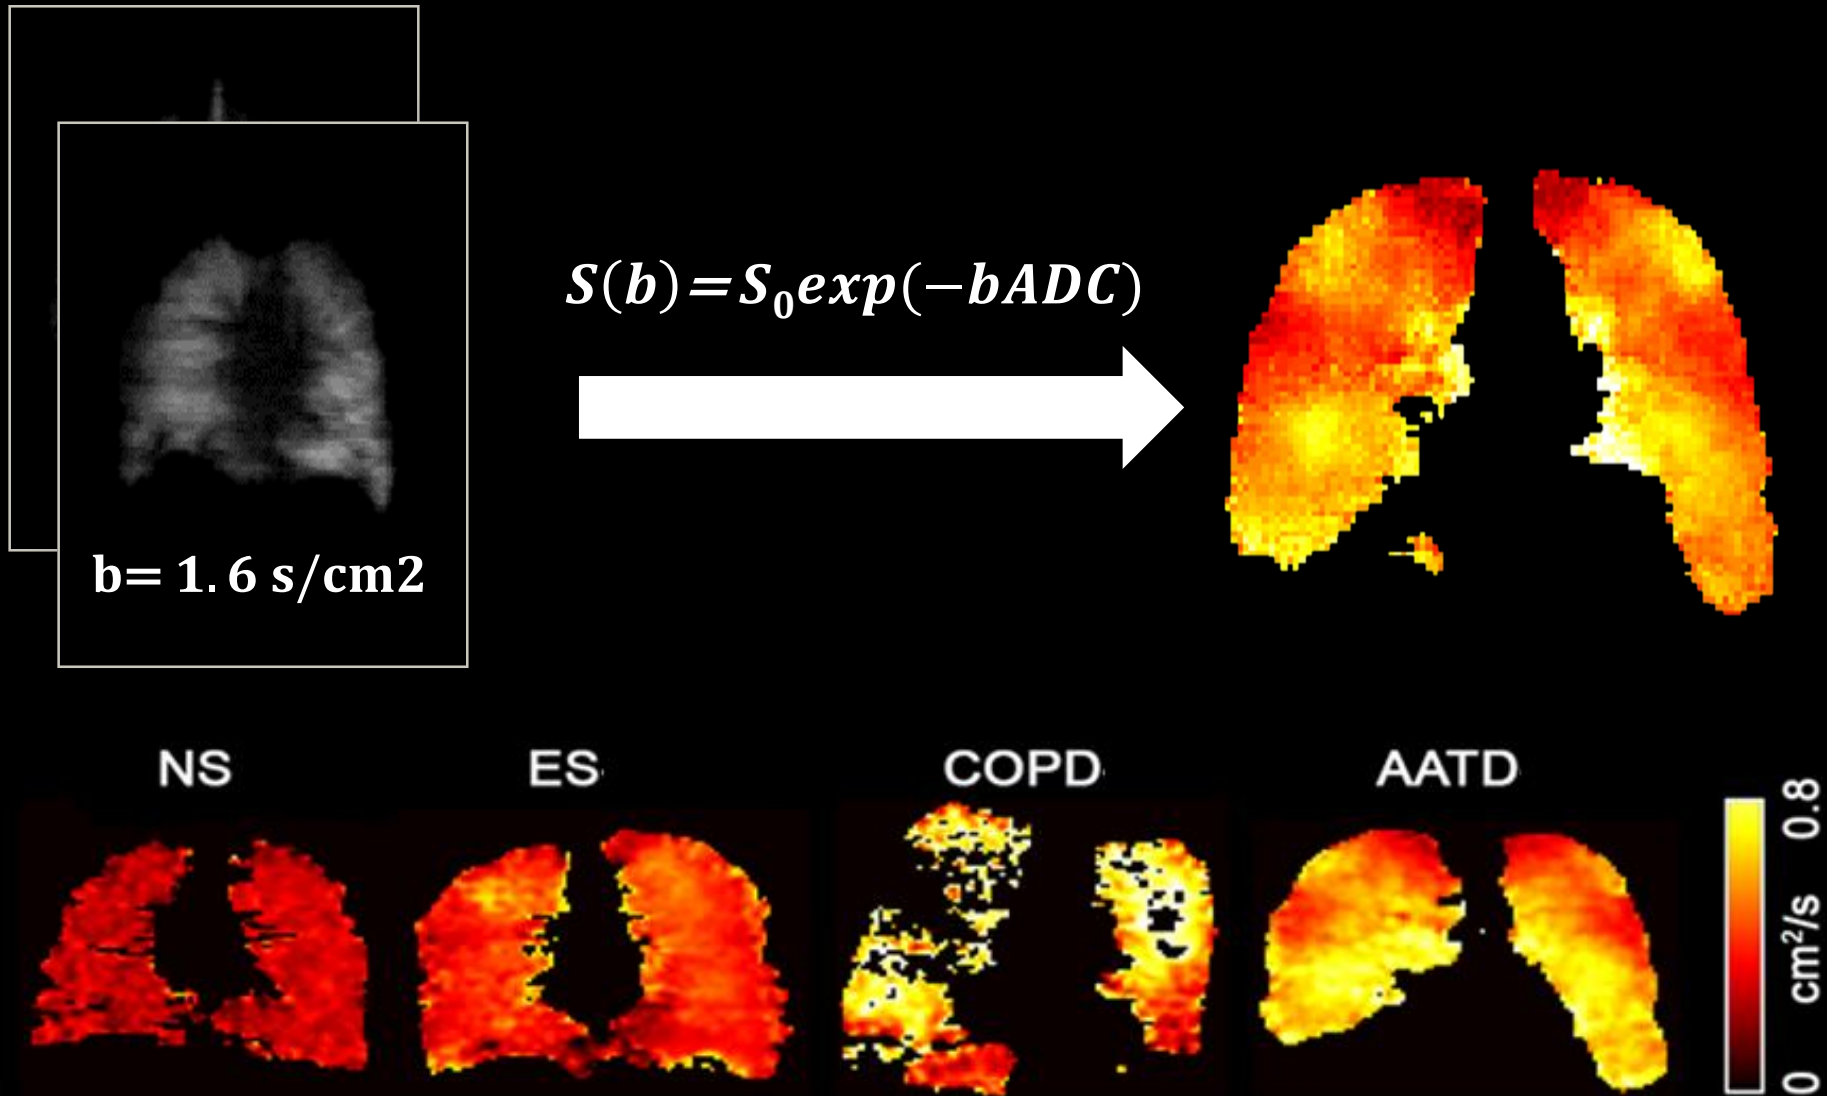 S(b)=S₀exp(−bADC)
b= 1.6 s/cm2
NS
ES
COPD
AATD
0.8
cm²/s
0